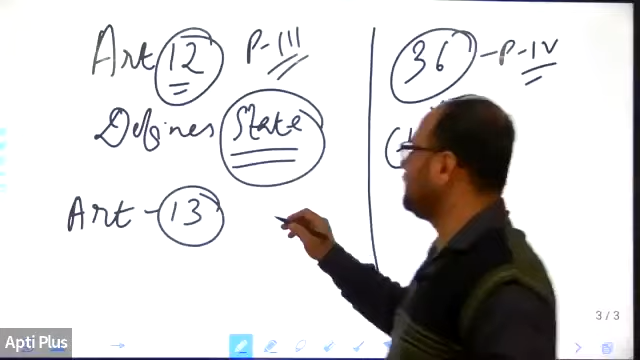 Art 12 P-III
Defines State
Art - 13
36 - P-IV
3 / 3
Apti Plus